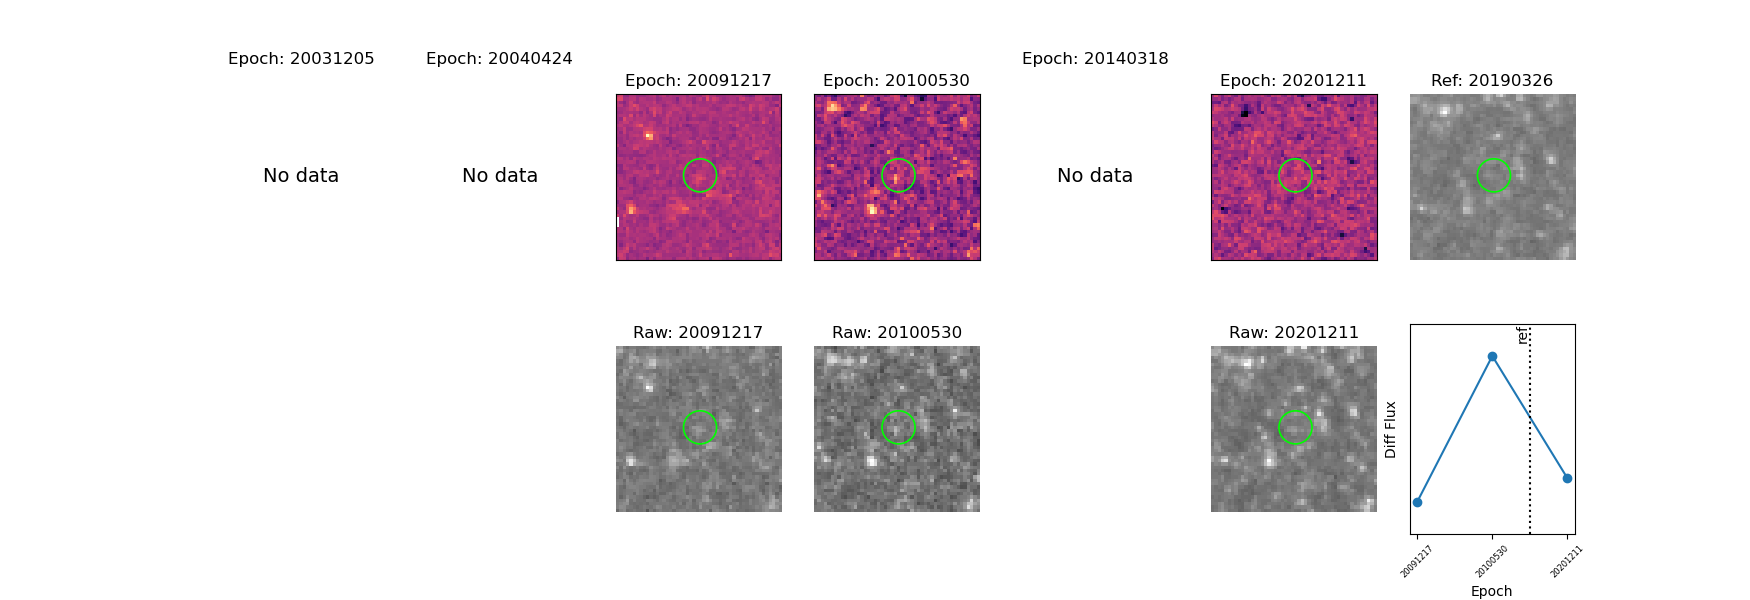 Epoch: 20031205
Epoch: 20040424
Epoch: 20091217
Epoch: 20100530
Epoch: 20140318
Epoch: 20201211
Ref: 20190326
No data
No data
No data
Raw: 20091217
Raw: 20100530
Raw: 20201211
ref
Diff Flux
20091217
20100530
20201211
Epoch